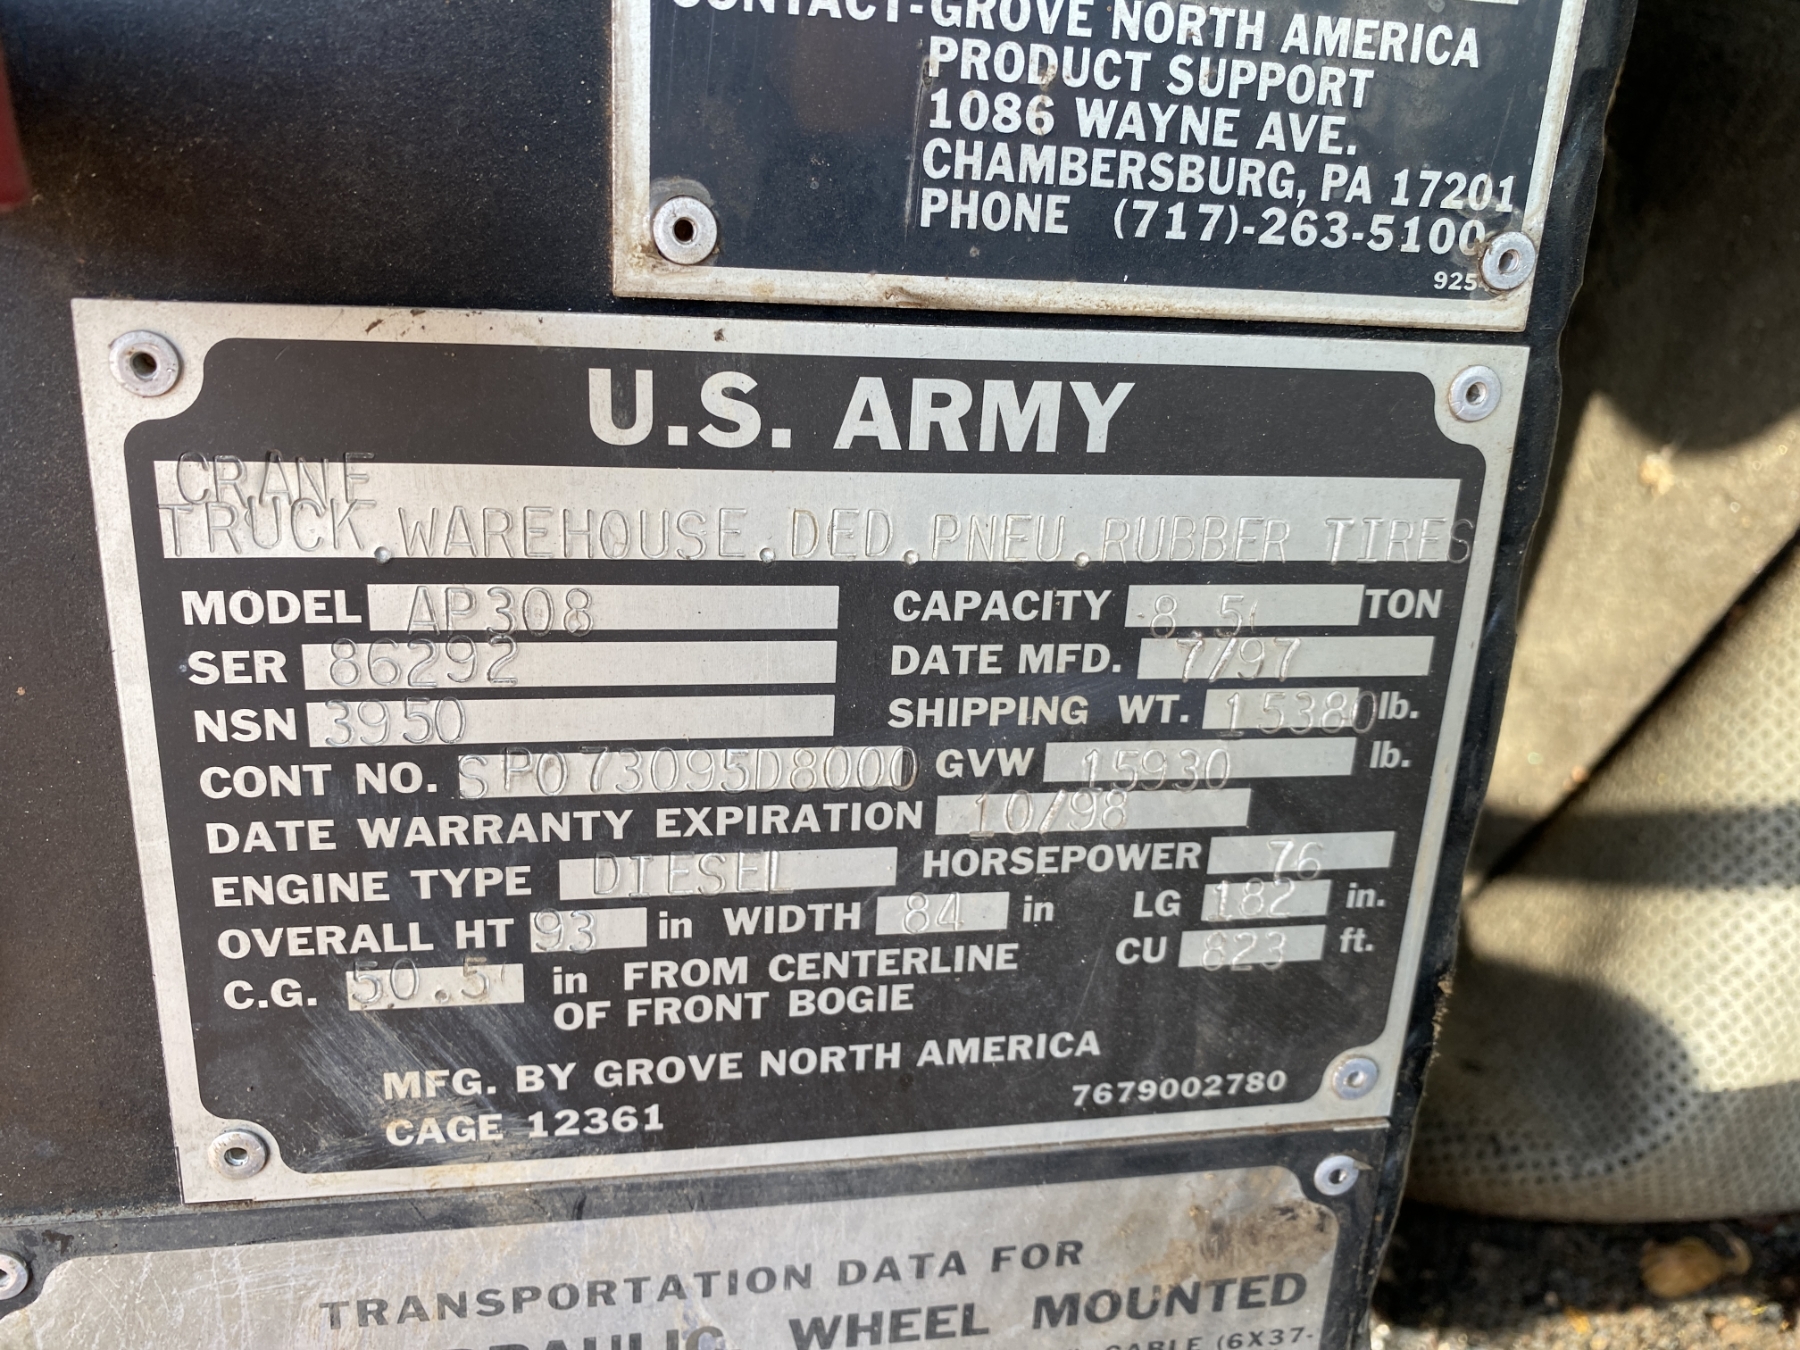 CONTACT-GROVE NORTH AMERICA
PRODUCT SUPPORT
1086 WAYNE AVE.
CHAMBERSBURG, PA 17201
PHONE (717)-263-5100
925
U.S. ARMY
CRANE
TRUCK, WAREHOUSE, DED, PNEU, RUBBER TIRES
MODEL AP308 CAPACITY 8.5 TON
SER 86292 DATE MFD. 7/97
NSN 3950 SHIPPING WT. 15380 lb.
CONT NO. SPO73095D8000 GVW 15930 lb.
DATE WARRANTY EXPIRATION 10/98
ENGINE TYPE DIESEL HORSEPOWER 76
OVERALL HT 93 in WIDTH 84 in LG 182 in.
C.G. 50.5 in FROM CENTERLINE CU 823 ft.
OF FRONT BOGIE
MFG. BY GROVE NORTH AMERICA
CAGE 12361 7679002780
TRANSPORTATION DATA FOR
WHEEL MOUNTED
CABLE (6X37-